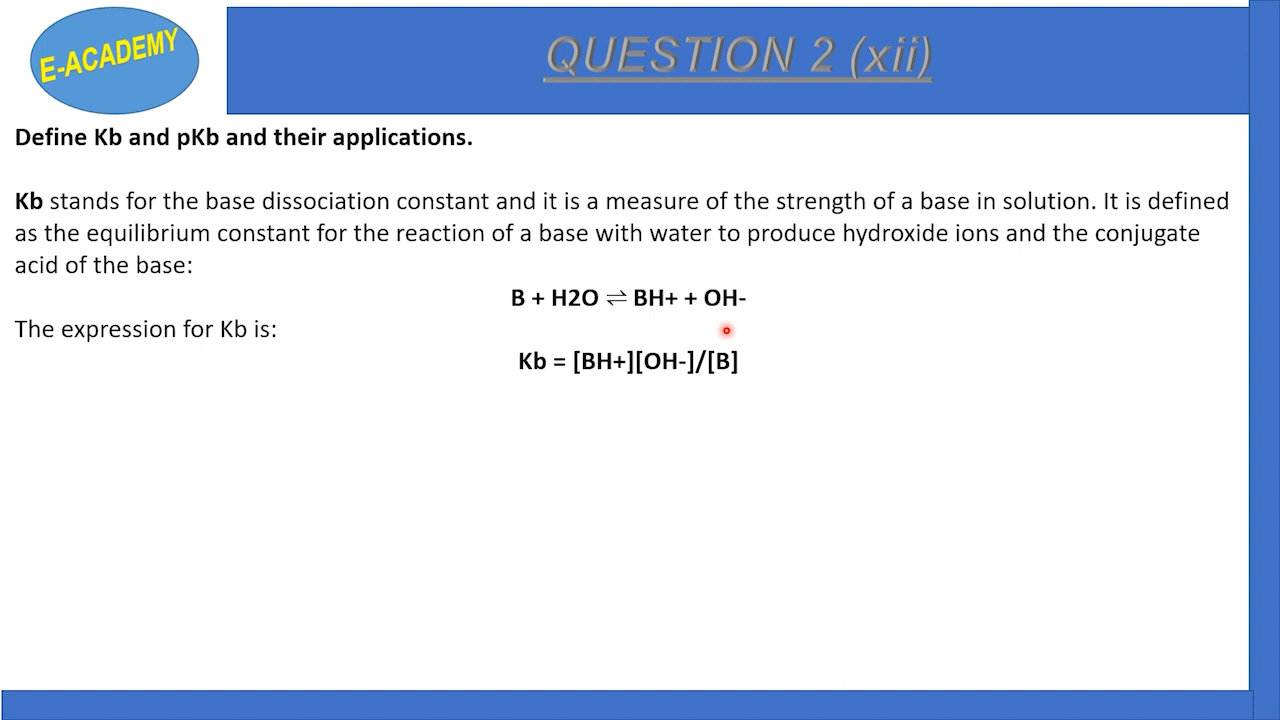 E-ACADEMY
QUESTION 2 (xii)
Define Kb and pKb and their applications.
Kb stands for the base dissociation constant and it is a measure of the strength of a base in solution. It is defined
as the equilibrium constant for the reaction of a base with water to produce hydroxide ions and the conjugate
acid of the base:
B + H2O ⇌ BH+ + OH-
The expression for Kb is:
Kb = [BH+][OH-]/[B]